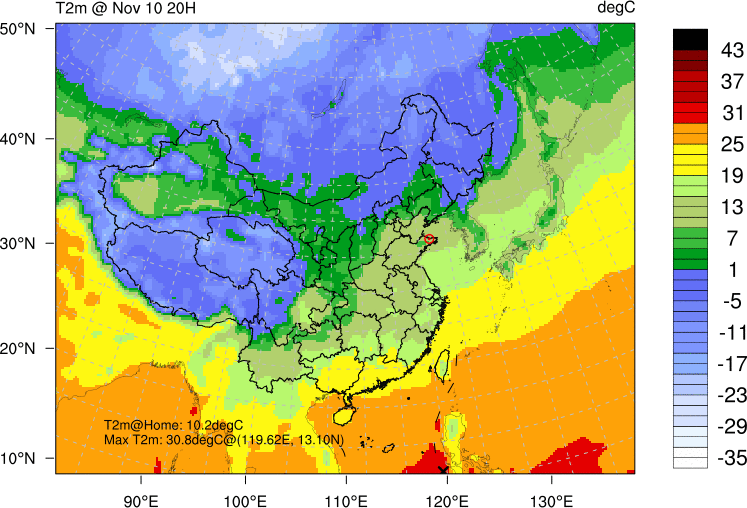 T2m @ Nov 10 20H
degC
50°N
40°N
30°N
20°N
10°N
90°E
100°E
110°E
120°E
130°E
T2m@Home: 10.2degC
Max T2m: 30.8degC@(119.62E, 13.10N)
43
37
31
25
19
13
7
1
-5
-11
-17
-23
-29
-35